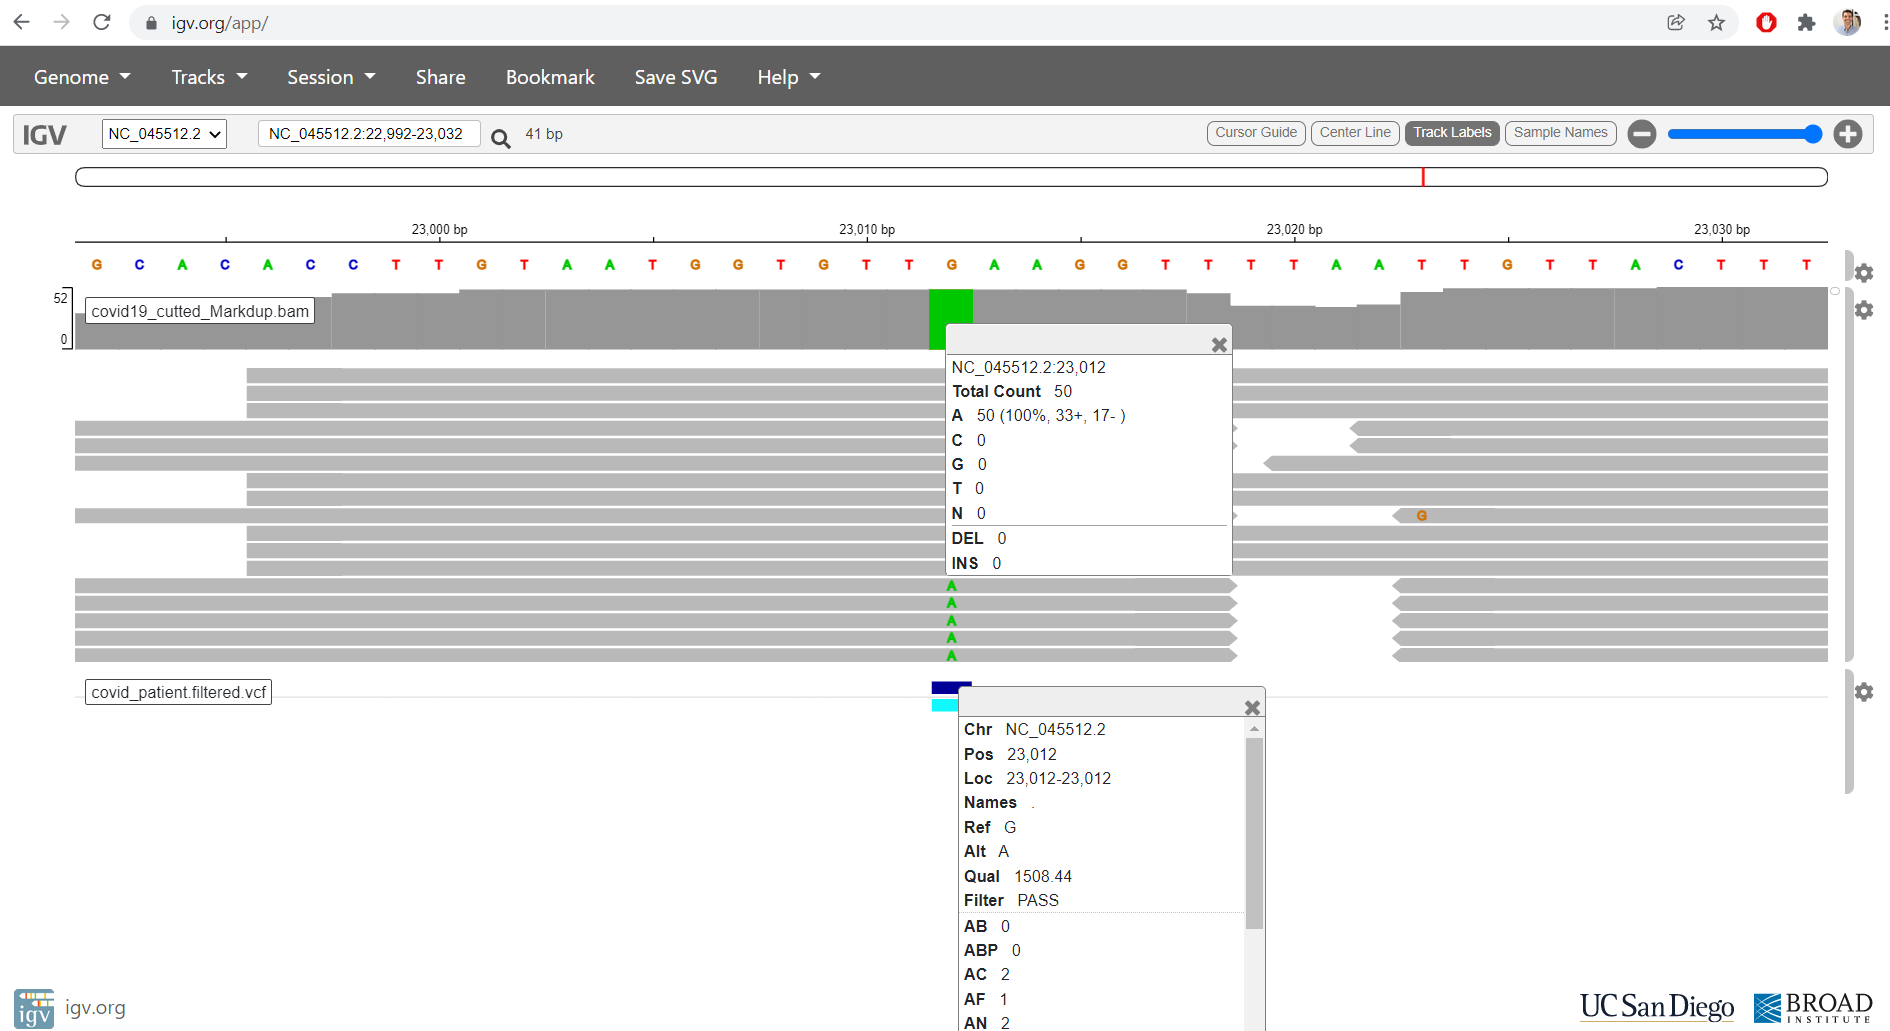 igv.org/app/
Genome Tracks Session Share Bookmark Save SVG Help
IGV NC_045512.2 NC_045512.2:22,992-23,032 41 bp Cursor Guide Center Line Track Labels Sample Names
23,000 bp 23,010 bp 23,020 bp 23,030 bp
G C A C A C C T T G T A A T G G T G T T G A A G G T T T T A A T T G T T A C T T T
52
covid19_cutted_Markdup.bam
0
NC_045512.2:23,012
Total Count 50
A 50 (100%, 33+, 17- )
C 0
G 0
T 0
N 0
G
DEL 0
INS 0
A
A
A
A
A
covid_patient.filtered.vcf
Chr NC_045512.2
Pos 23,012
Loc 23,012-23,012
Names .
Ref G
Alt A
Qual 1508.44
Filter PASS
AB 0
ABP 0
AC 2
AF 1
AN 2
igv igv.org
UC San Diego BROAD
INSTITUTE